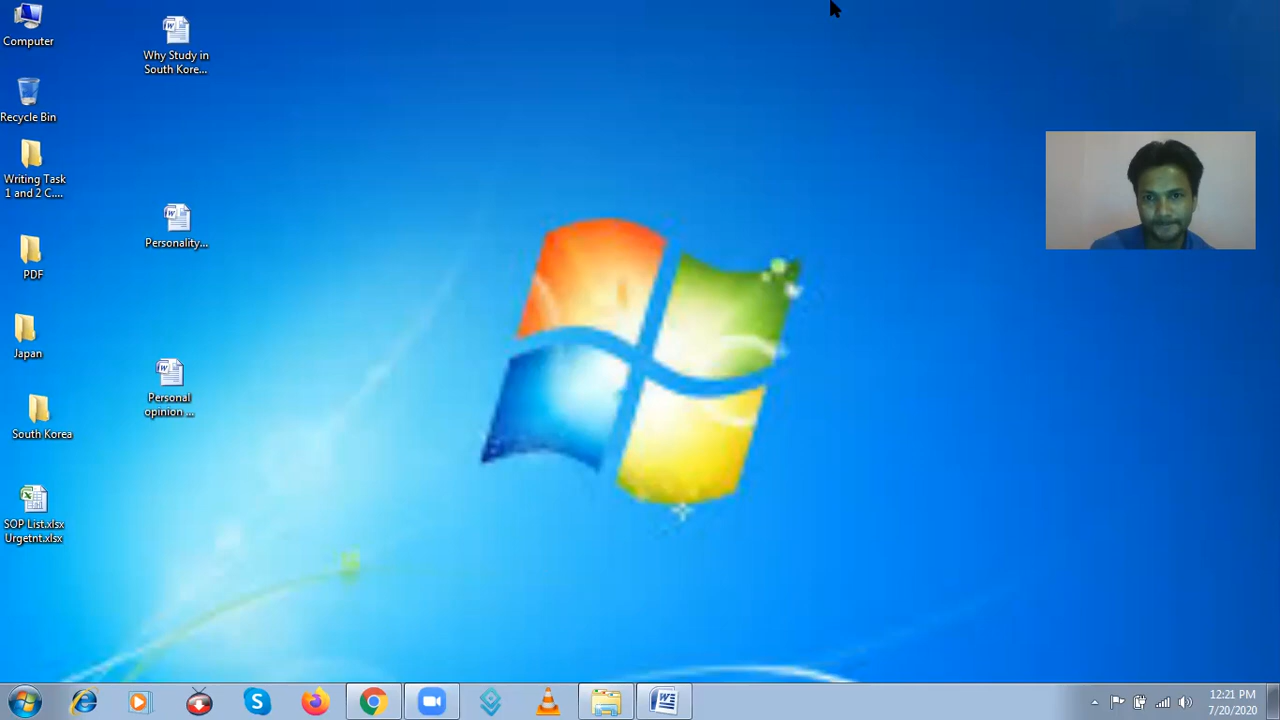 Computer
Why Study in
South Kore...
Recycle Bin
Writing Task
1 and 2 C....
Personality...
PDF
Japan
Personal
opinion ...
South Korea
SOP List.xlsx
Urgetnt.xlsx
12:21 PM
7/20/2020